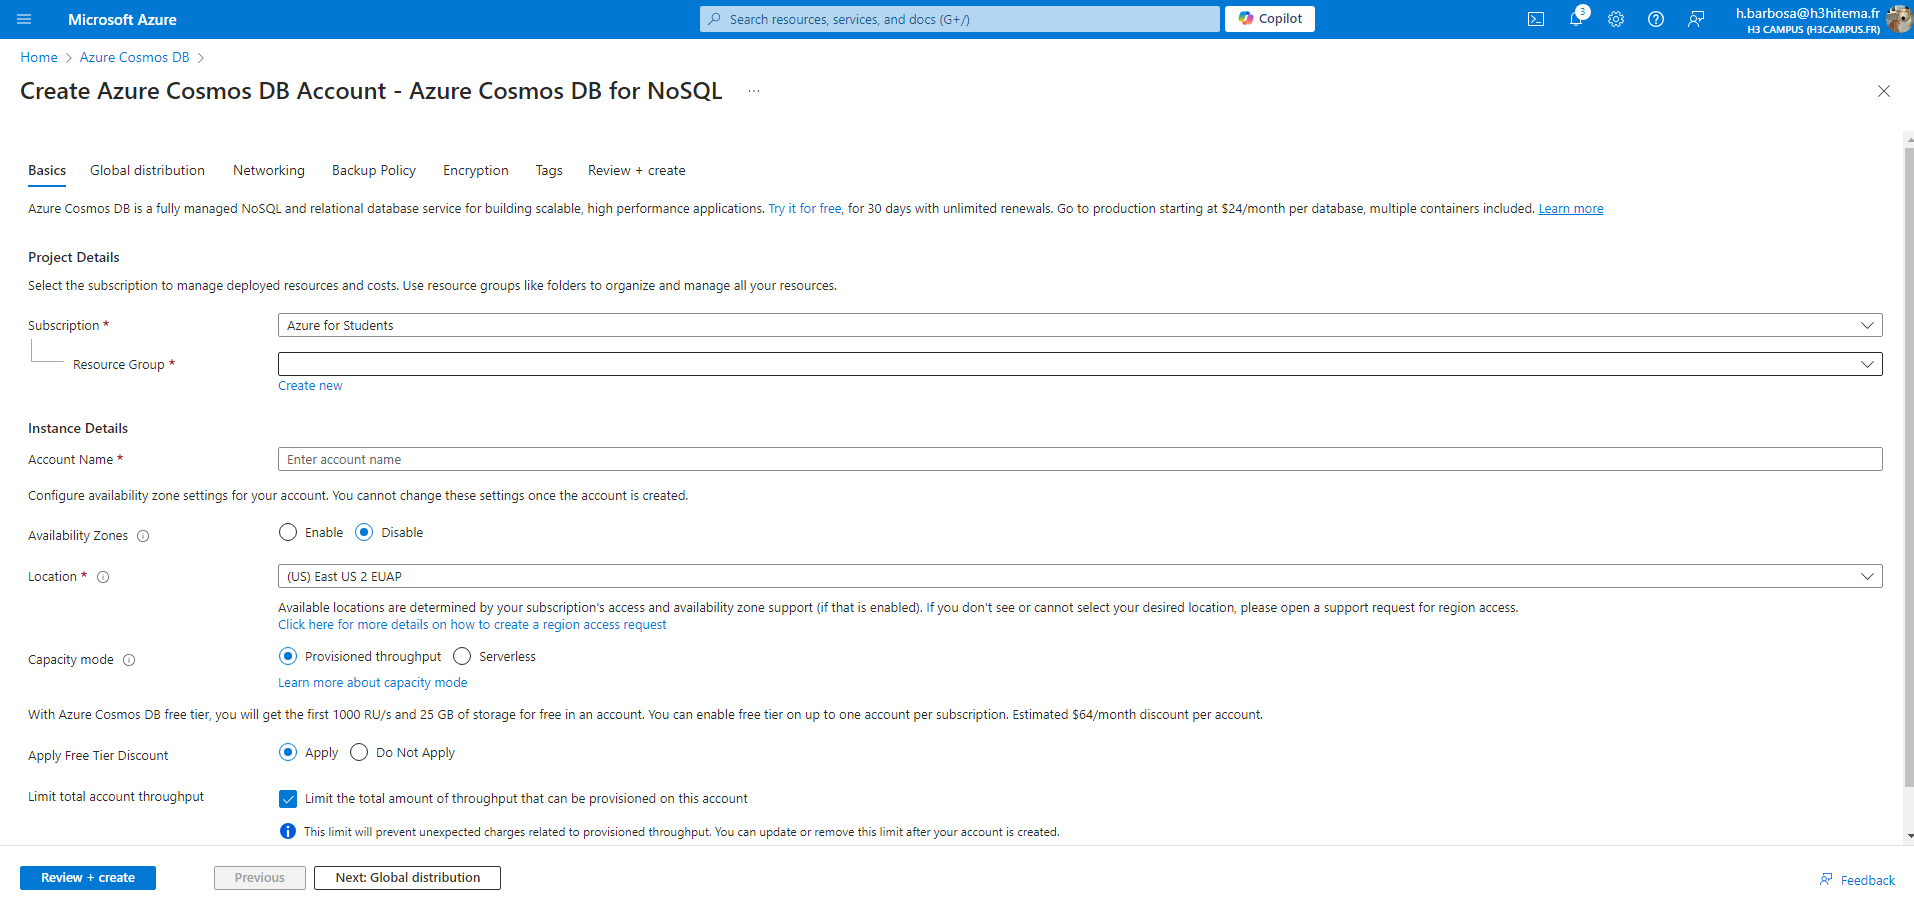 Microsoft Azure
Search resources, services, and docs (G+/)
Copilot
3
h.barbosa@h3hitema.fr
H3 CAMPUS (H3CAMPUS.FR)
Home > Azure Cosmos DB >
Create Azure Cosmos DB Account - Azure Cosmos DB for NoSQL ...
Basics Global distribution Networking Backup Policy Encryption Tags Review + create
Azure Cosmos DB is a fully managed NoSQL and relational database service for building scalable, high performance applications. Try it for free, for 30 days with unlimited renewals. Go to production starting at $24/month per database, multiple containers included. Learn more
Project Details
Select the subscription to manage deployed resources and costs. Use resource groups like folders to organize and manage all your resources.
Subscription *
Azure for Students
Resource Group *
Create new
Instance Details
Account Name *
Enter account name
Configure availability zone settings for your account. You cannot change these settings once the account is created.
Availability Zones
Enable Disable
Location *
(US) East US 2 EUAP
Available locations are determined by your subscription's access and availability zone support (if that is enabled). If you don't see or cannot select your desired location, please open a support request for region access.
Click here for more details on how to create a region access request
Capacity mode
Provisioned throughput Serverless
Learn more about capacity mode
With Azure Cosmos DB free tier, you will get the first 1000 RU/s and 25 GB of storage for free in an account. You can enable free tier on up to one account per subscription. Estimated $64/month discount per account.
Apply Free Tier Discount
Apply Do Not Apply
Limit total account throughput
Limit the total amount of throughput that can be provisioned on this account
This limit will prevent unexpected charges related to provisioned throughput. You can update or remove this limit after your account is created.
Review + create
Previous
Next: Global distribution
Feedback